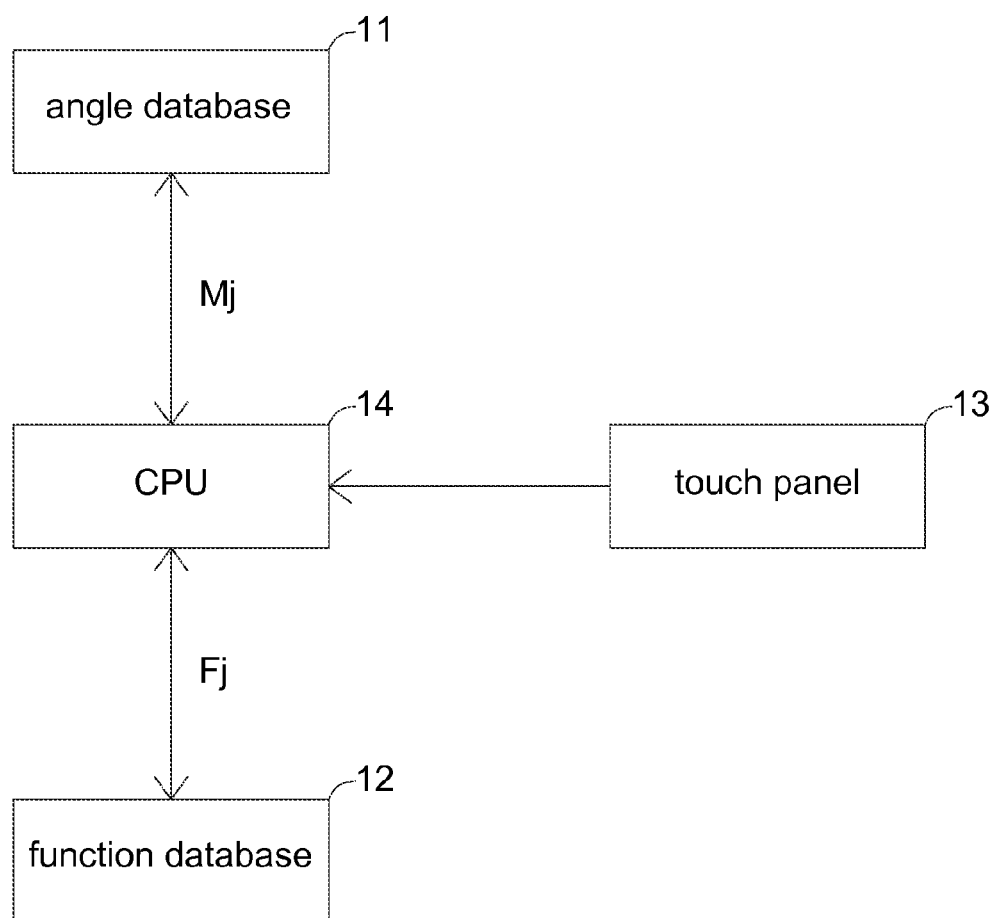 11
angle database
Mj
14
13
CPU
touch panel
Fj
12
function database